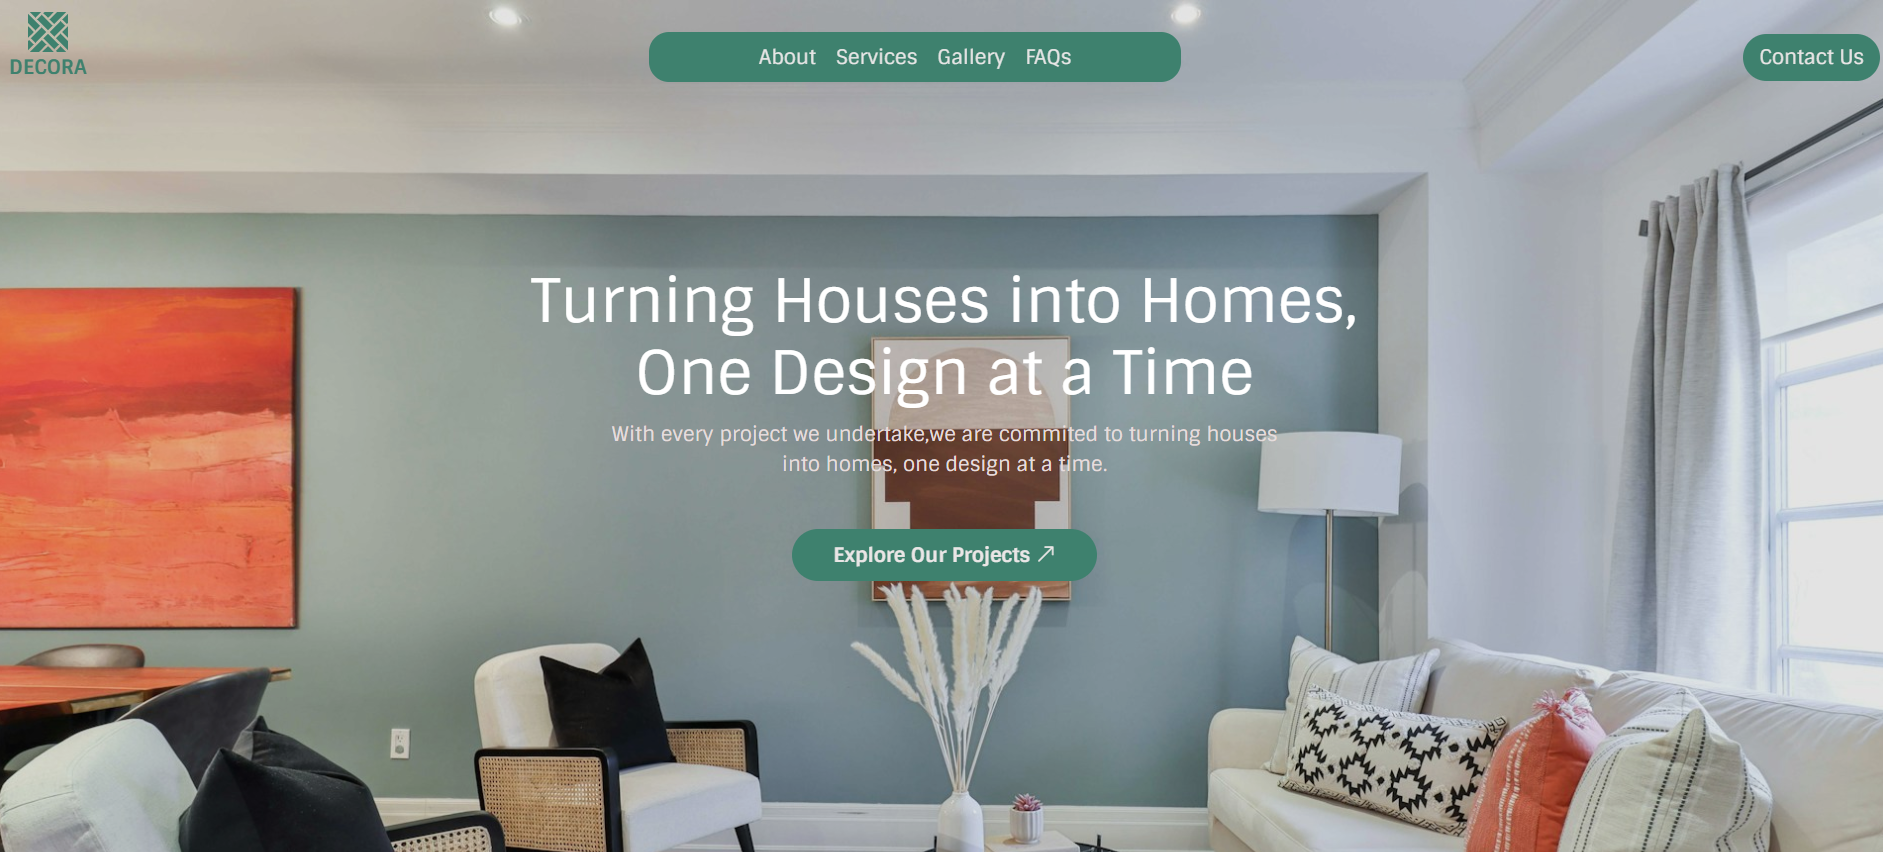 DECORA
About Services Gallery FAQs
Contact Us
Turning Houses into Homes,
One Design at a Time
With every project we undertake,we are commited to turning houses
into homes, one design at a time.
Explore Our Projects